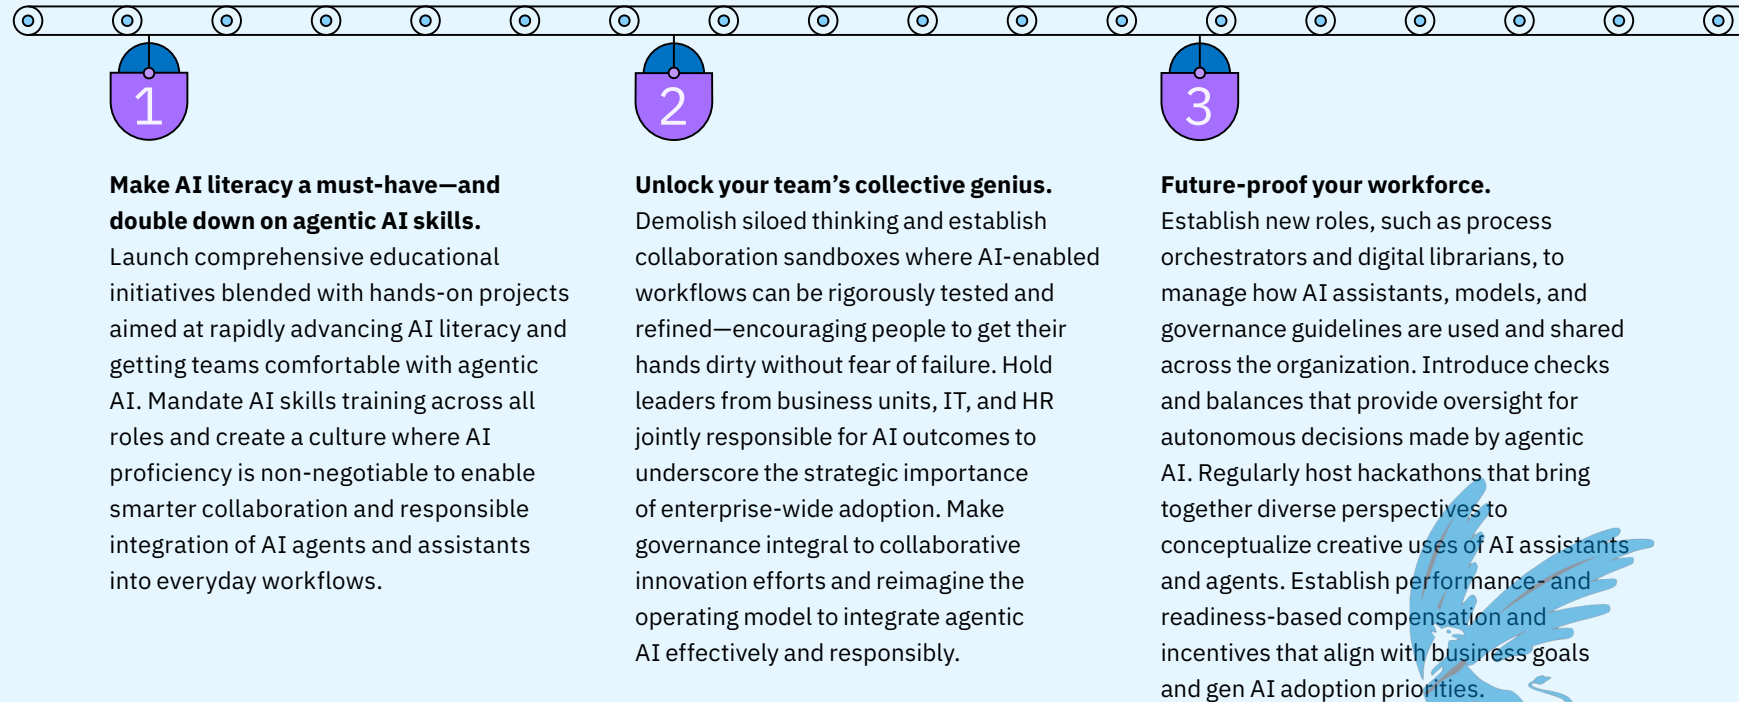 1
Make AI literacy a must-have—and
double down on agentic AI skills.
Launch comprehensive educational
initiatives blended with hands-on projects
aimed at rapidly advancing AI literacy and
getting teams comfortable with agentic
AI. Mandate AI skills training across all
roles and create a culture where AI
proficiency is non-negotiable to enable
smarter collaboration and responsible
integration of AI agents and assistants
into everyday workflows.
2
Unlock your team’s collective genius.
Demolish siloed thinking and establish
collaboration sandboxes where AI-enabled
workflows can be rigorously tested and
refined—encouraging people to get their
hands dirty without fear of failure. Hold
leaders from business units, IT, and HR
jointly responsible for AI outcomes to
underscore the strategic importance
of enterprise-wide adoption. Make
governance integral to collaborative
innovation efforts and reimagine the
operating model to integrate agentic
AI effectively and responsibly.
3
Future-proof your workforce.
Establish new roles, such as process
orchestrators and digital librarians, to
manage how AI assistants, models, and
governance guidelines are used and shared
across the organization. Introduce checks
and balances that provide oversight for
autonomous decisions made by agentic
AI. Regularly host hackathons that bring
together diverse perspectives to
conceptualize creative uses of AI assistants
and agents. Establish performance- and
readiness-based compensation and
incentives that align with business goals
and gen AI adoption priorities.